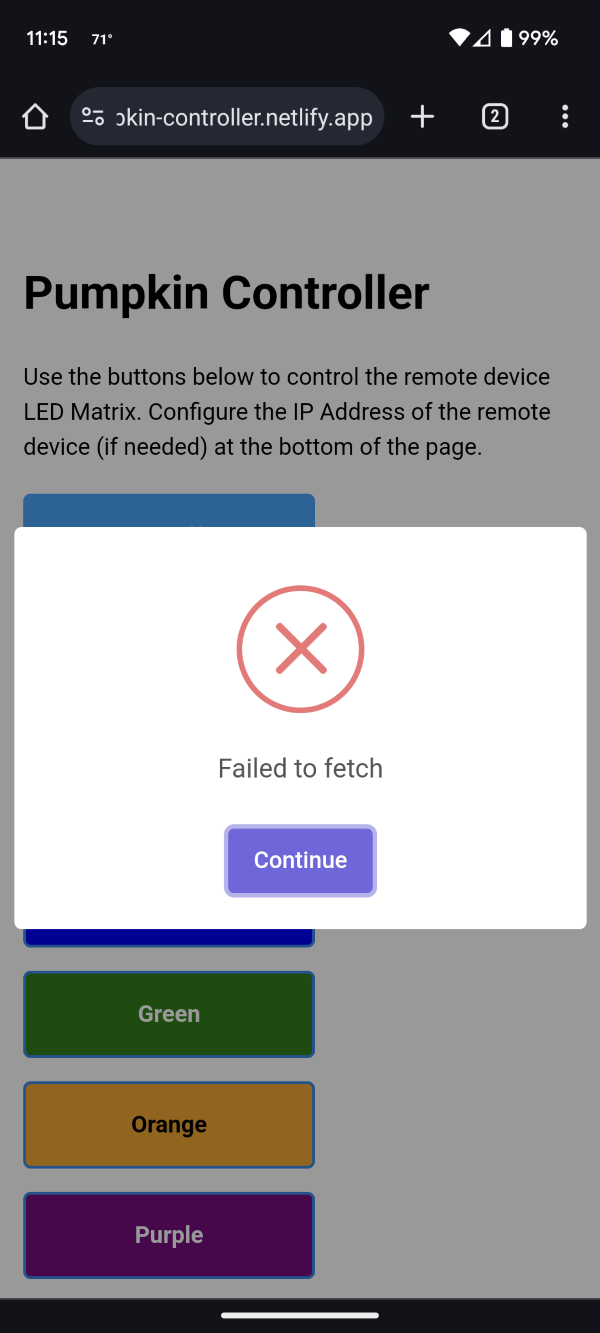 11:15 71° 99%
okin-controller.netlify.app 2
Pumpkin Controller
Use the buttons below to control the remote device
LED Matrix. Configure the IP Address of the remote
device (if needed) at the bottom of the page.
Failed to fetch
Continue
Green
Orange
Purple